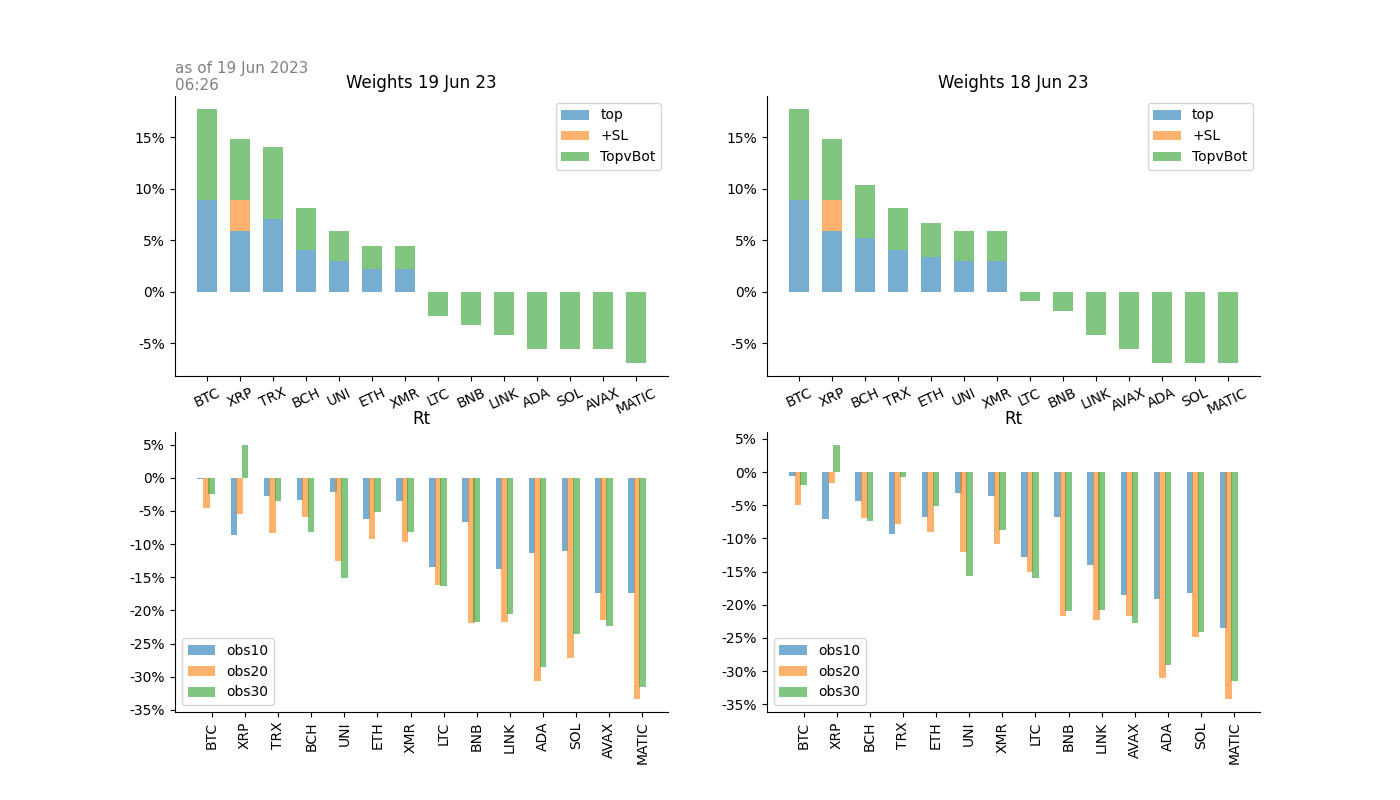 as of 19 Jun 2023
06:26
Weights 19 Jun 23
15%
10%
5%
0%
-5%
top
+SL
TopvBot
BTC XRP TRX BCH UNI ETH XMR LTC BNB LINK ADA SOL AVAX MATIC
Weights 18 Jun 23
15%
10%
5%
0%
-5%
top
+SL
TopvBot
BTC XRP BCH TRX ETH UNI XMR LTC BNB LINK AVAX ADA SOL MATIC
Rt
5%
0%
-5%
-10%
-15%
-20%
-25%
-30%
-35%
obs10
obs20
obs30
BTC XRP TRX BCH UNI ETH XMR LTC BNB LINK ADA SOL AVAX MATIC
Rt
5%
0%
-5%
-10%
-15%
-20%
-25%
-30%
-35%
obs10
obs20
obs30
BTC XRP BCH TRX ETH UNI XMR LTC BNB LINK AVAX ADA SOL MATIC